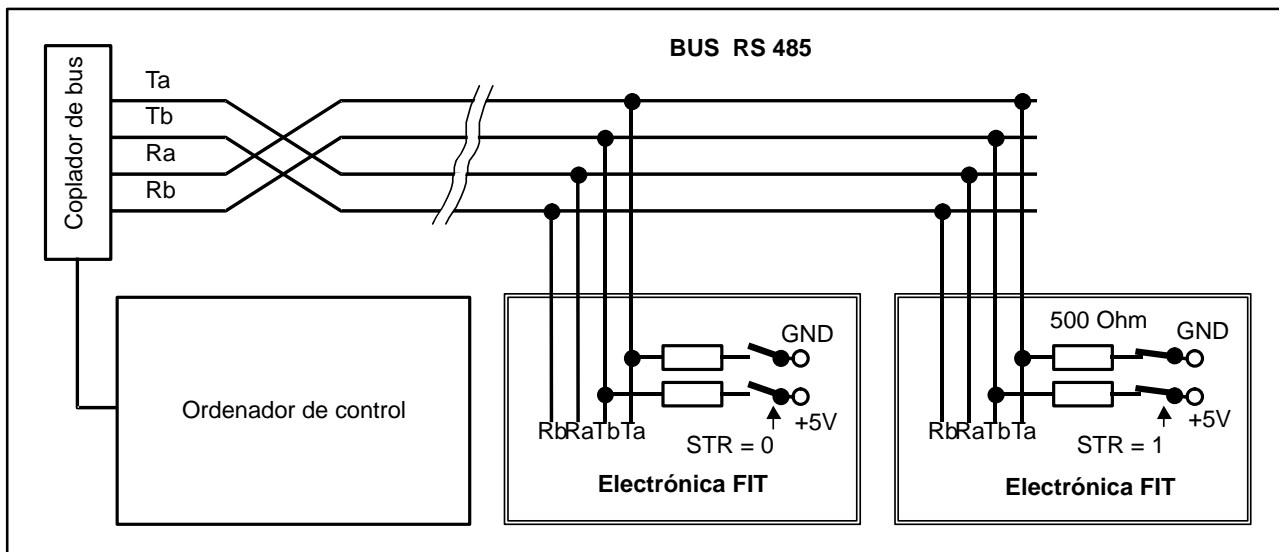 BUS RS 485
Coplador de bus
Ta
Tb
Ra
Rb
Ordenador de control
GND
+5V
Rb Ra Tb Ta
STR = 0
Electrónica FIT
500 Ohm
GND
+5V
Rb Ra Tb Ta
STR = 1
Electrónica FIT